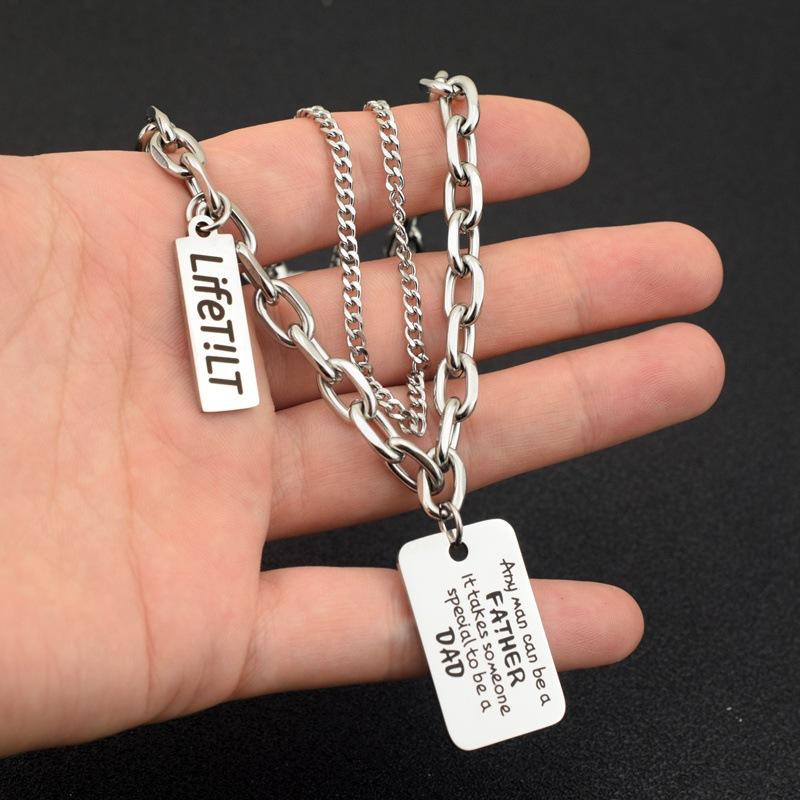 LifeT!LT
Any man can be a
FATHER
it takes someone
special to be a
DAD